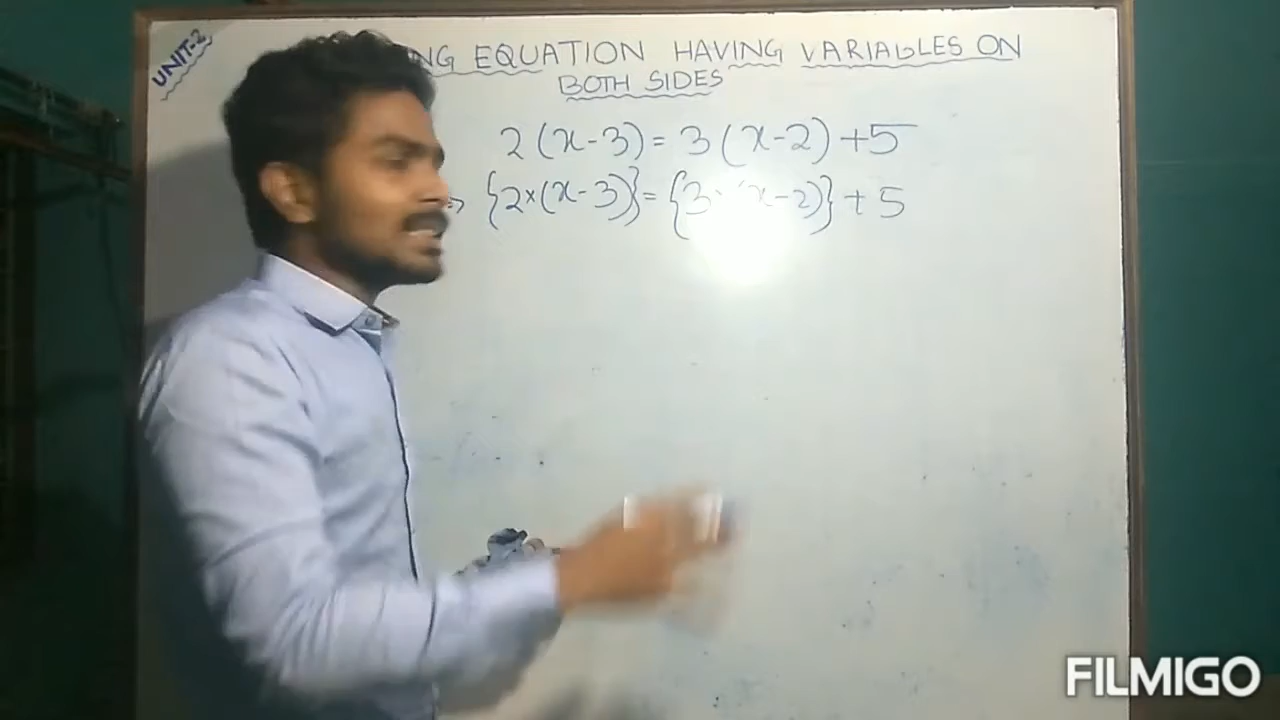 UNIT-2
NG EQUATION HAVING VARIABLES ON
BOTH SIDES
2(x-3)=3(x-2)+5
⇒ {2×(x-3)}={3 x-2)}+5
FILMIGO